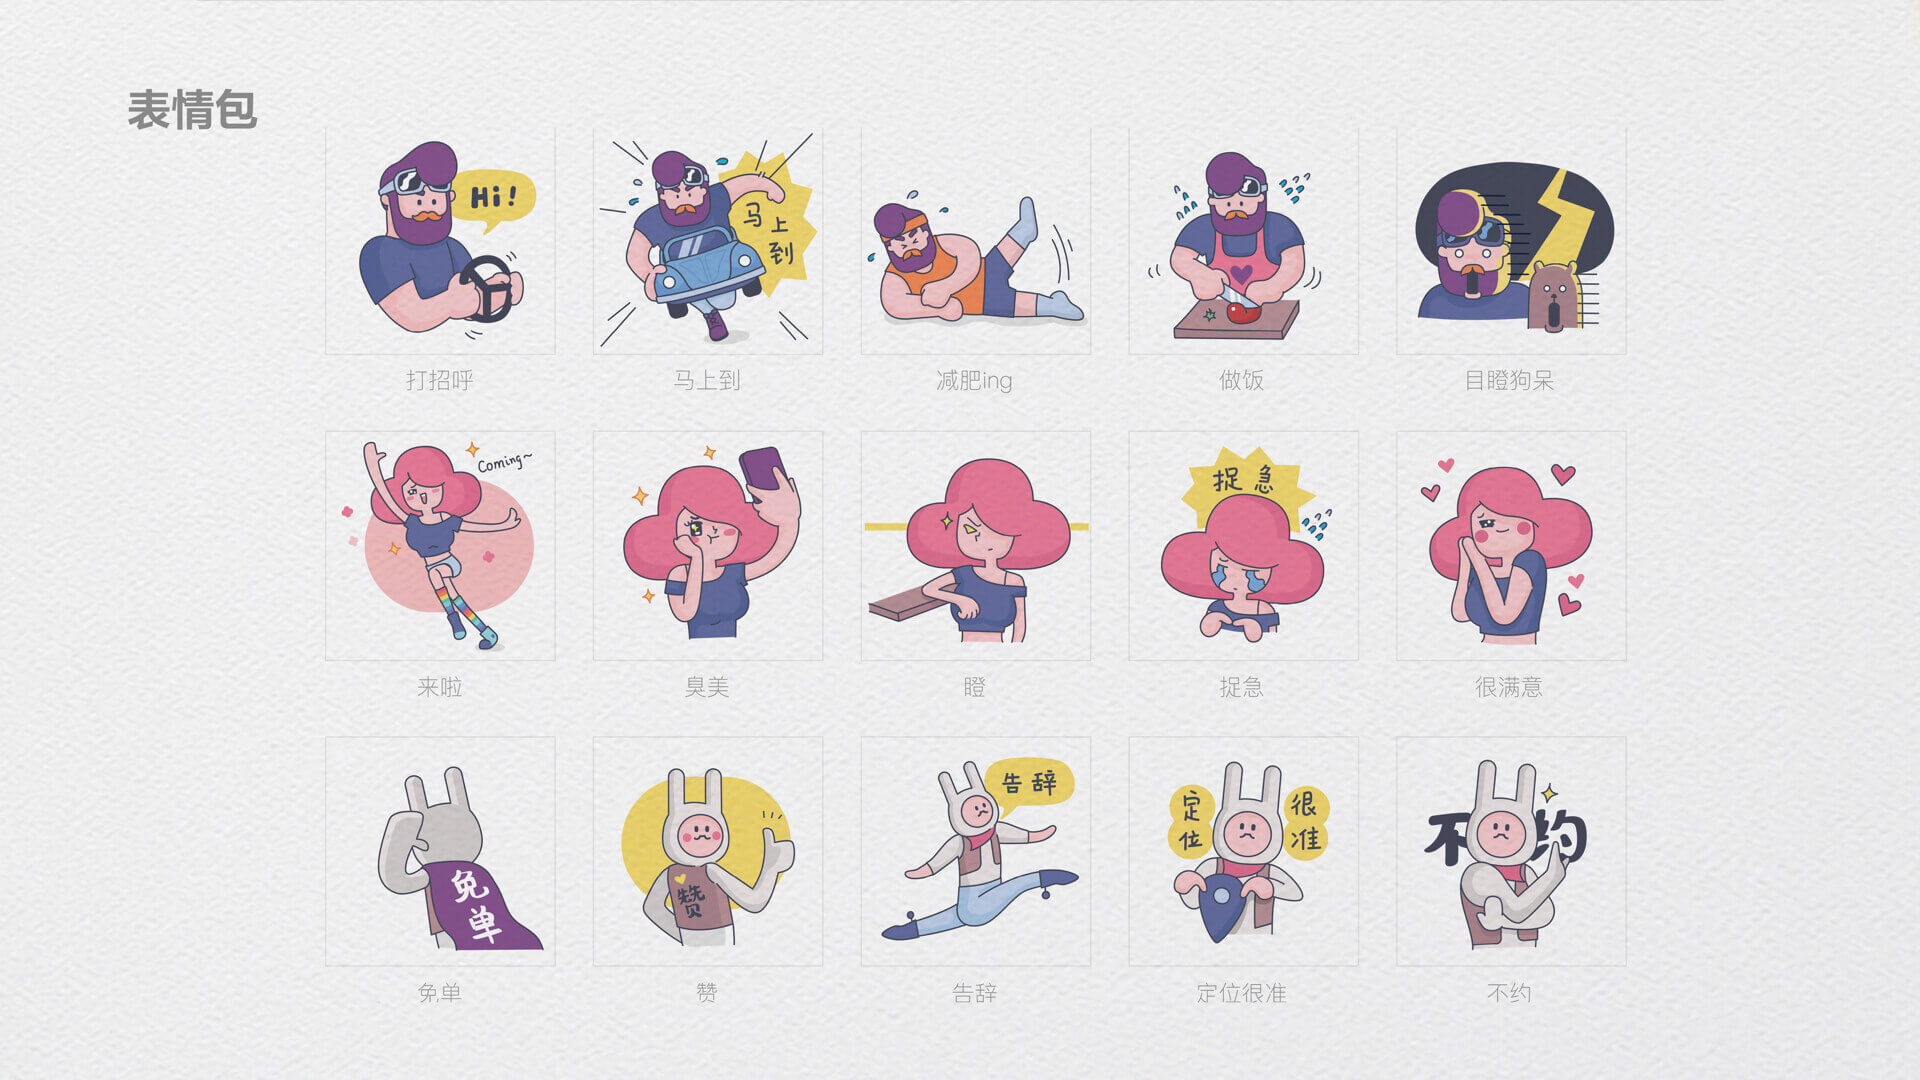 表情包
Hi!
马上到
打招呼
马上到
减肥ing
做饭
目瞪狗呆
Coming~
捉急
来啦
臭美
瞪
捉急
很满意
免单
赞
告辞
定位
很准
不约
免单
赞
告辞
定位很准
不约